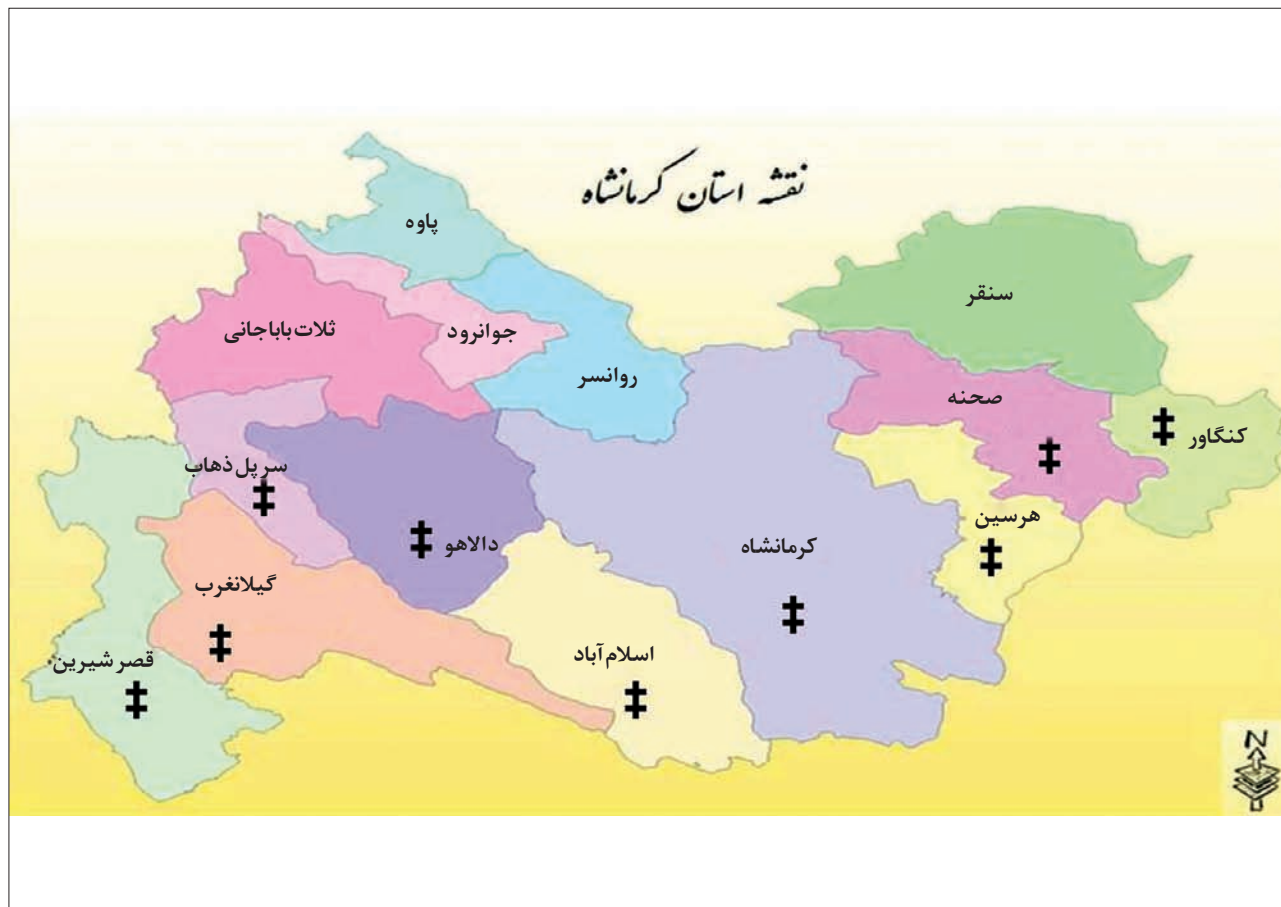 نقشه استان کرمانشاه
پاوه
سنقر
ثلاث باباجانی
جوانرود
روانسر
صحنه
کنگاور
سرپل ذهاب
دالاهو
کرمانشاه
هرسین
گیلانغرب
قصر شیرین
اسلام آباد
N